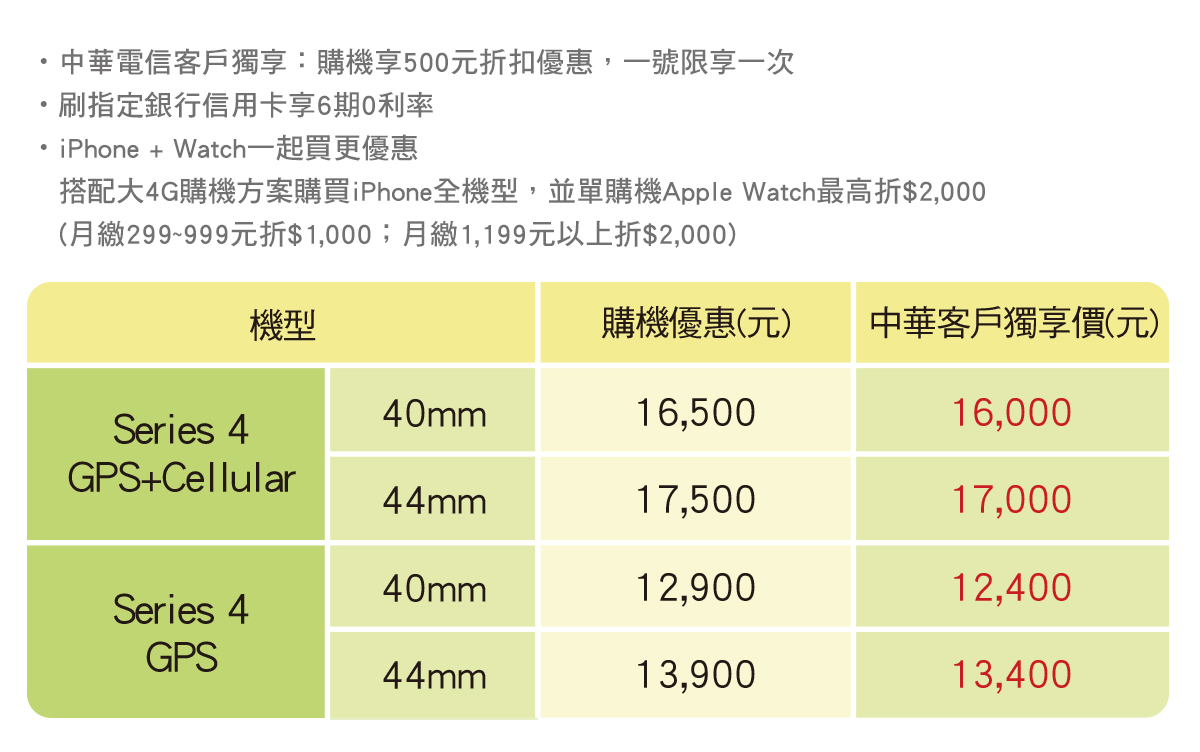 ・中華電信客戶獨享：購機享500元折扣優惠，一號限享一次
・刷指定銀行信用卡享6期0利率
・iPhone + Watch一起買更優惠
搭配大4G購機方案購買iPhone全機型，並單購機Apple Watch最高折$2,000
(月繳299~999元折$1,000；月繳1,199元以上折$2,000)
機型 購機優惠(元) 中華客戶獨享價(元)
Series 4
GPS+Cellular
40mm 16,500 16,000
44mm 17,500 17,000
Series 4
GPS
40mm 12,900 12,400
44mm 13,900 13,400